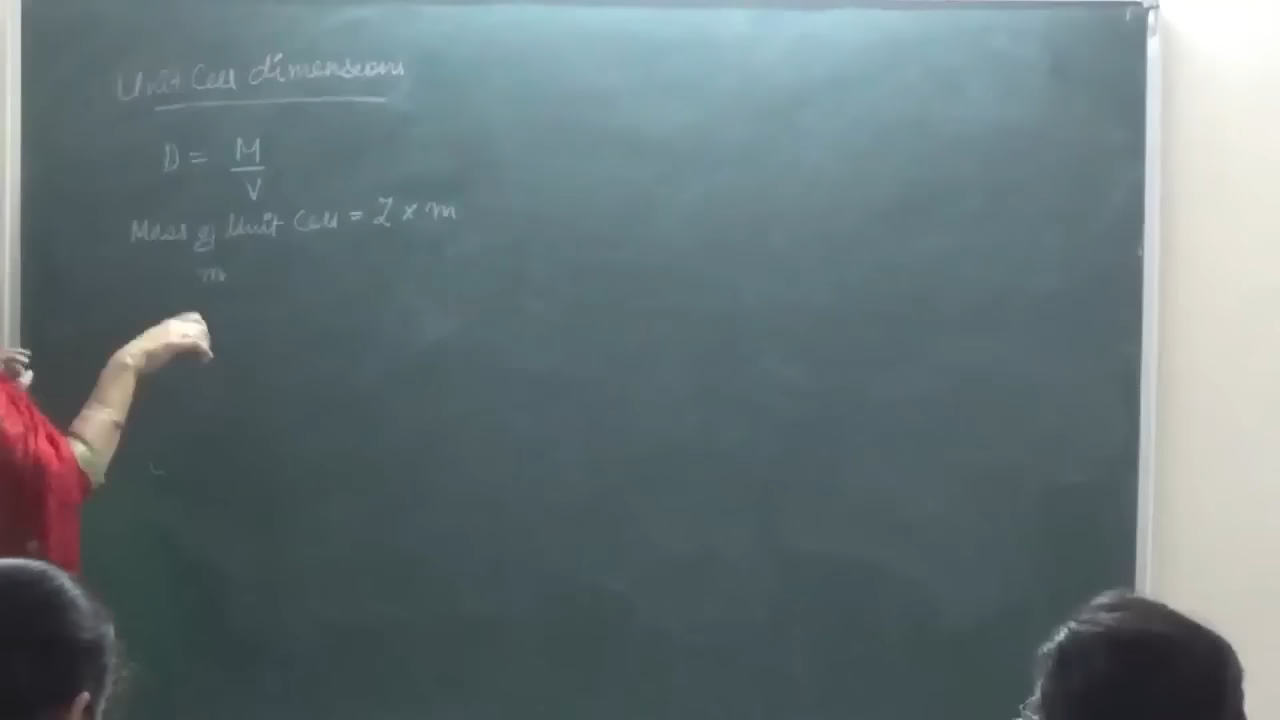 Unit Cell dimensions
D = M
V
Mass of Unit Cell = Z × m
m